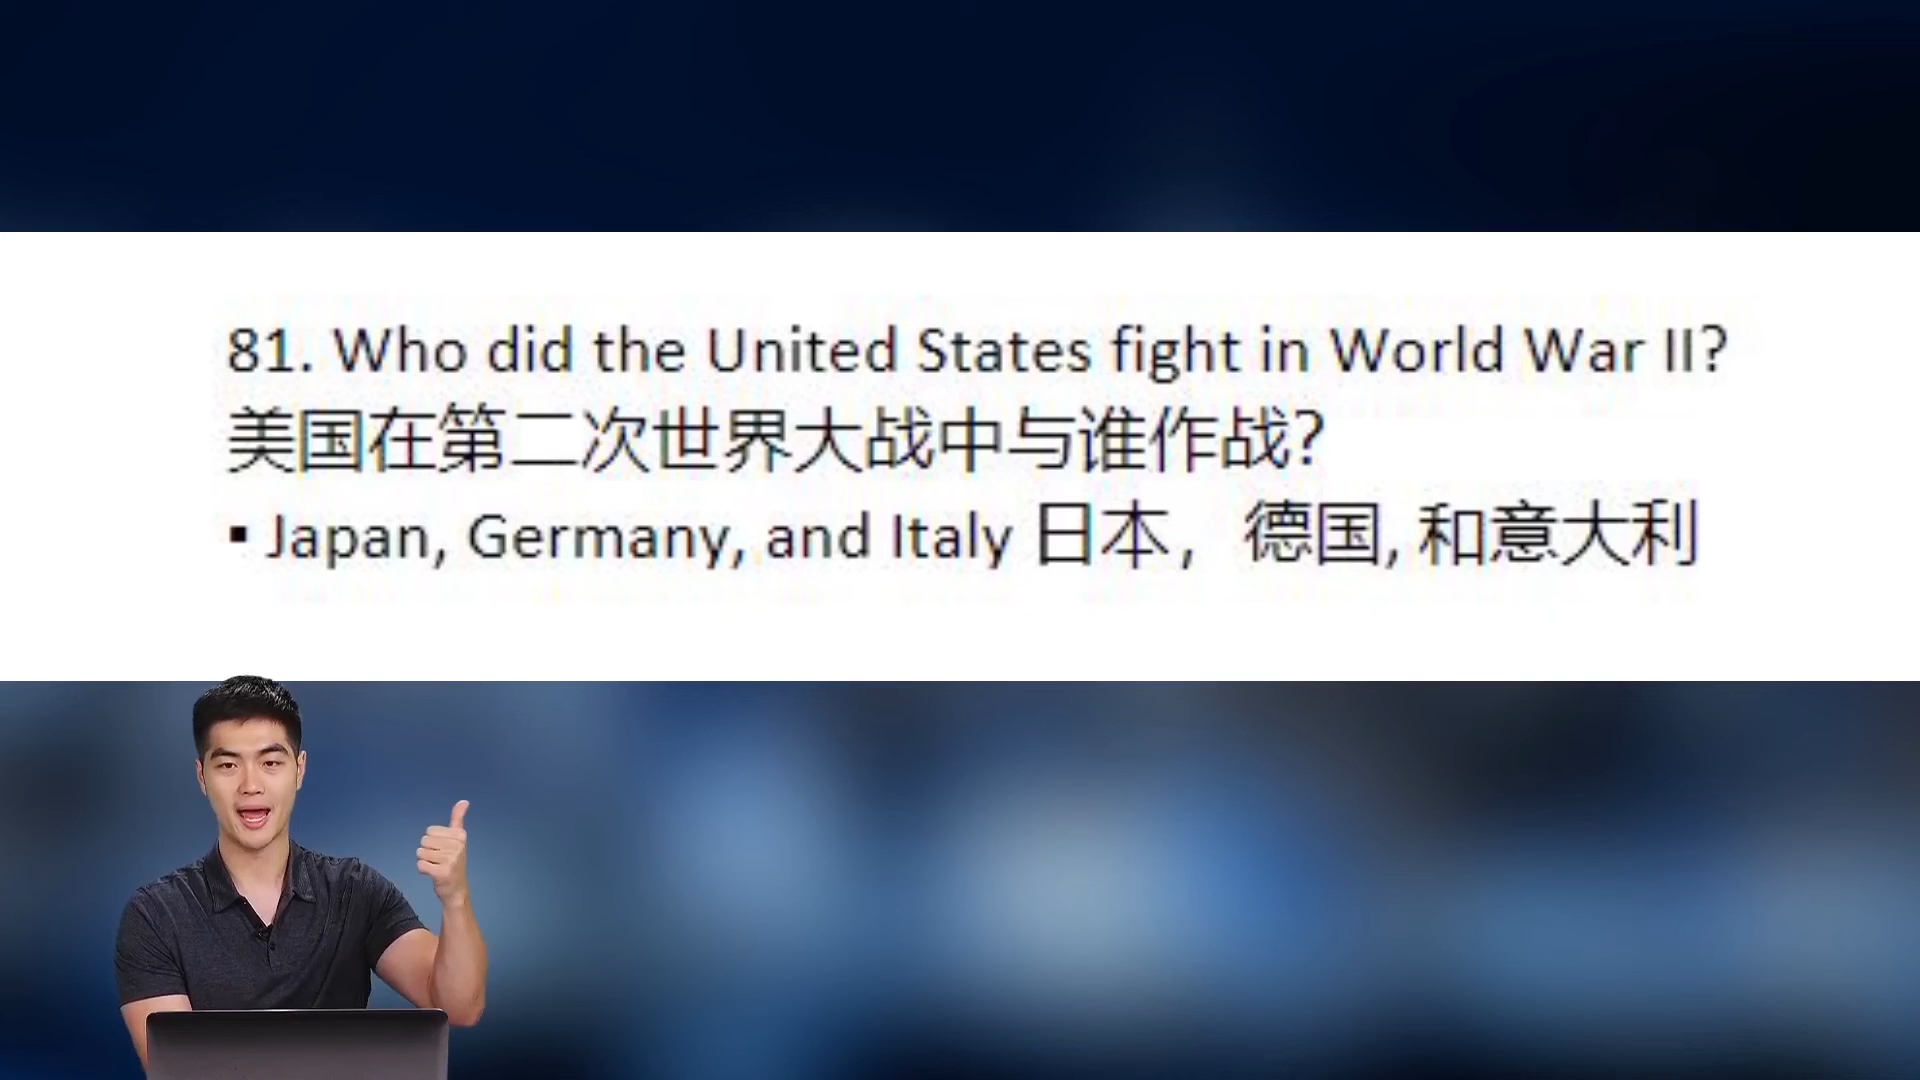 81. Who did the United States fight in World War II?
美国在第二次世界大战中与谁作战?
▪ Japan, Germany, and Italy 日本，德国, 和意大利